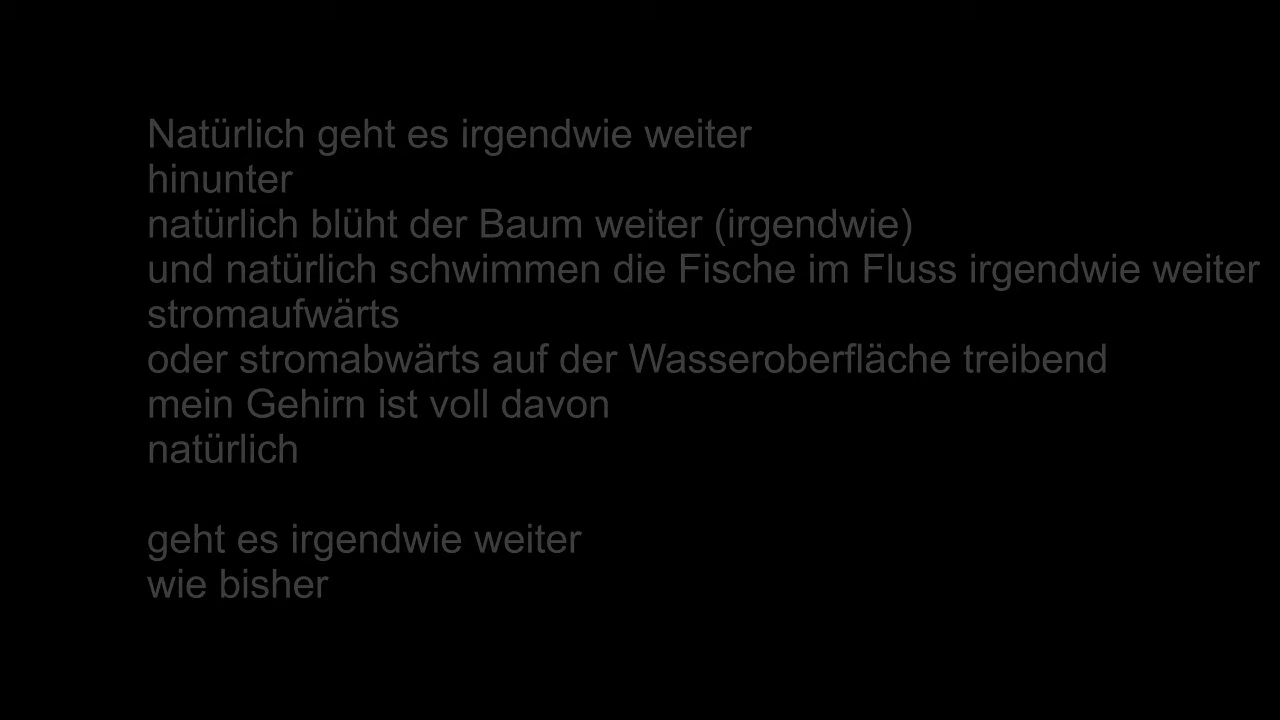 Natürlich geht es irgendwie weiter
hinunter
natürlich blüht der Baum weiter (irgendwie)
und natürlich schwimmen die Fische im Fluss irgendwie weiter
stromaufwärts
oder stromabwärts auf der Wasseroberfläche treibend
mein Gehirn ist voll davon
natürlich

geht es irgendwie weiter
wie bisher